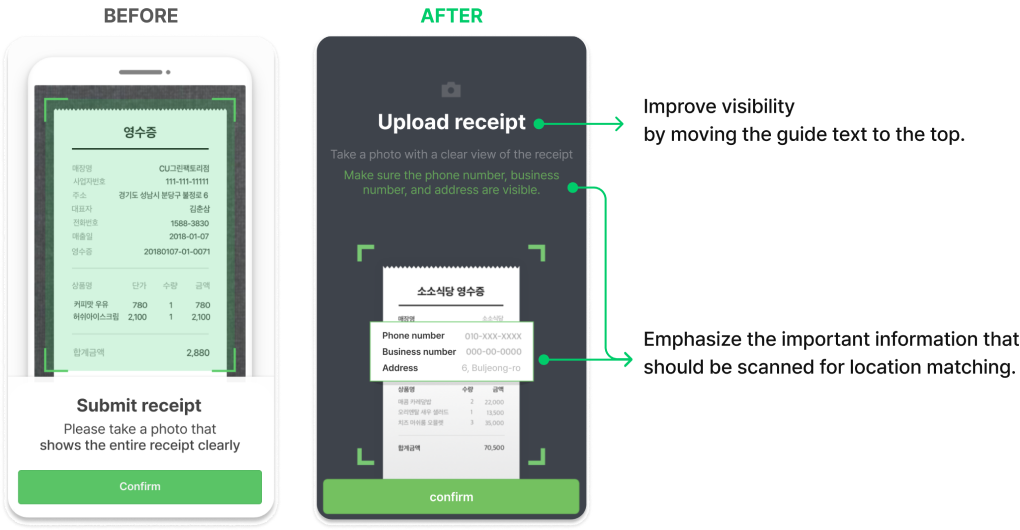 BEFORE
영수증
매장명 CU그린팩토리점
사업자번호 111-111-11111
주소 경기도 성남시 분당구 불정로 6
대표자 김춘삼
전화번호 1588-3830
매출일 2018-01-07
영수증 20180107-01-0071
상품명 단가 수량 금액
커피맛 우유 780 1 780
허쉬아이스크림 2,100 1 2,100
합계금액 2,880
Submit receipt
Please take a photo that
shows the entire receipt clearly
Confirm
AFTER
Upload receipt
Take a photo with a clear view of the receipt
Make sure the phone number, business
number, and address are visible.
소소식당 영수증
매장명 소소식당
Phone number 010-XXX-XXXX
Business number 000-00-0000
Address 6, Buljeong-ro
상품명 수량 금액
매콤 카레덮밥 2 22,000
오리엔탈 새우 샐러드 1 13,500
치즈 머쉬룸 오믈렛 3 35,000
합계금액 70,500
confirm
Improve visibility
by moving the guide text to the top.
Emphasize the important information that
should be scanned for location matching.